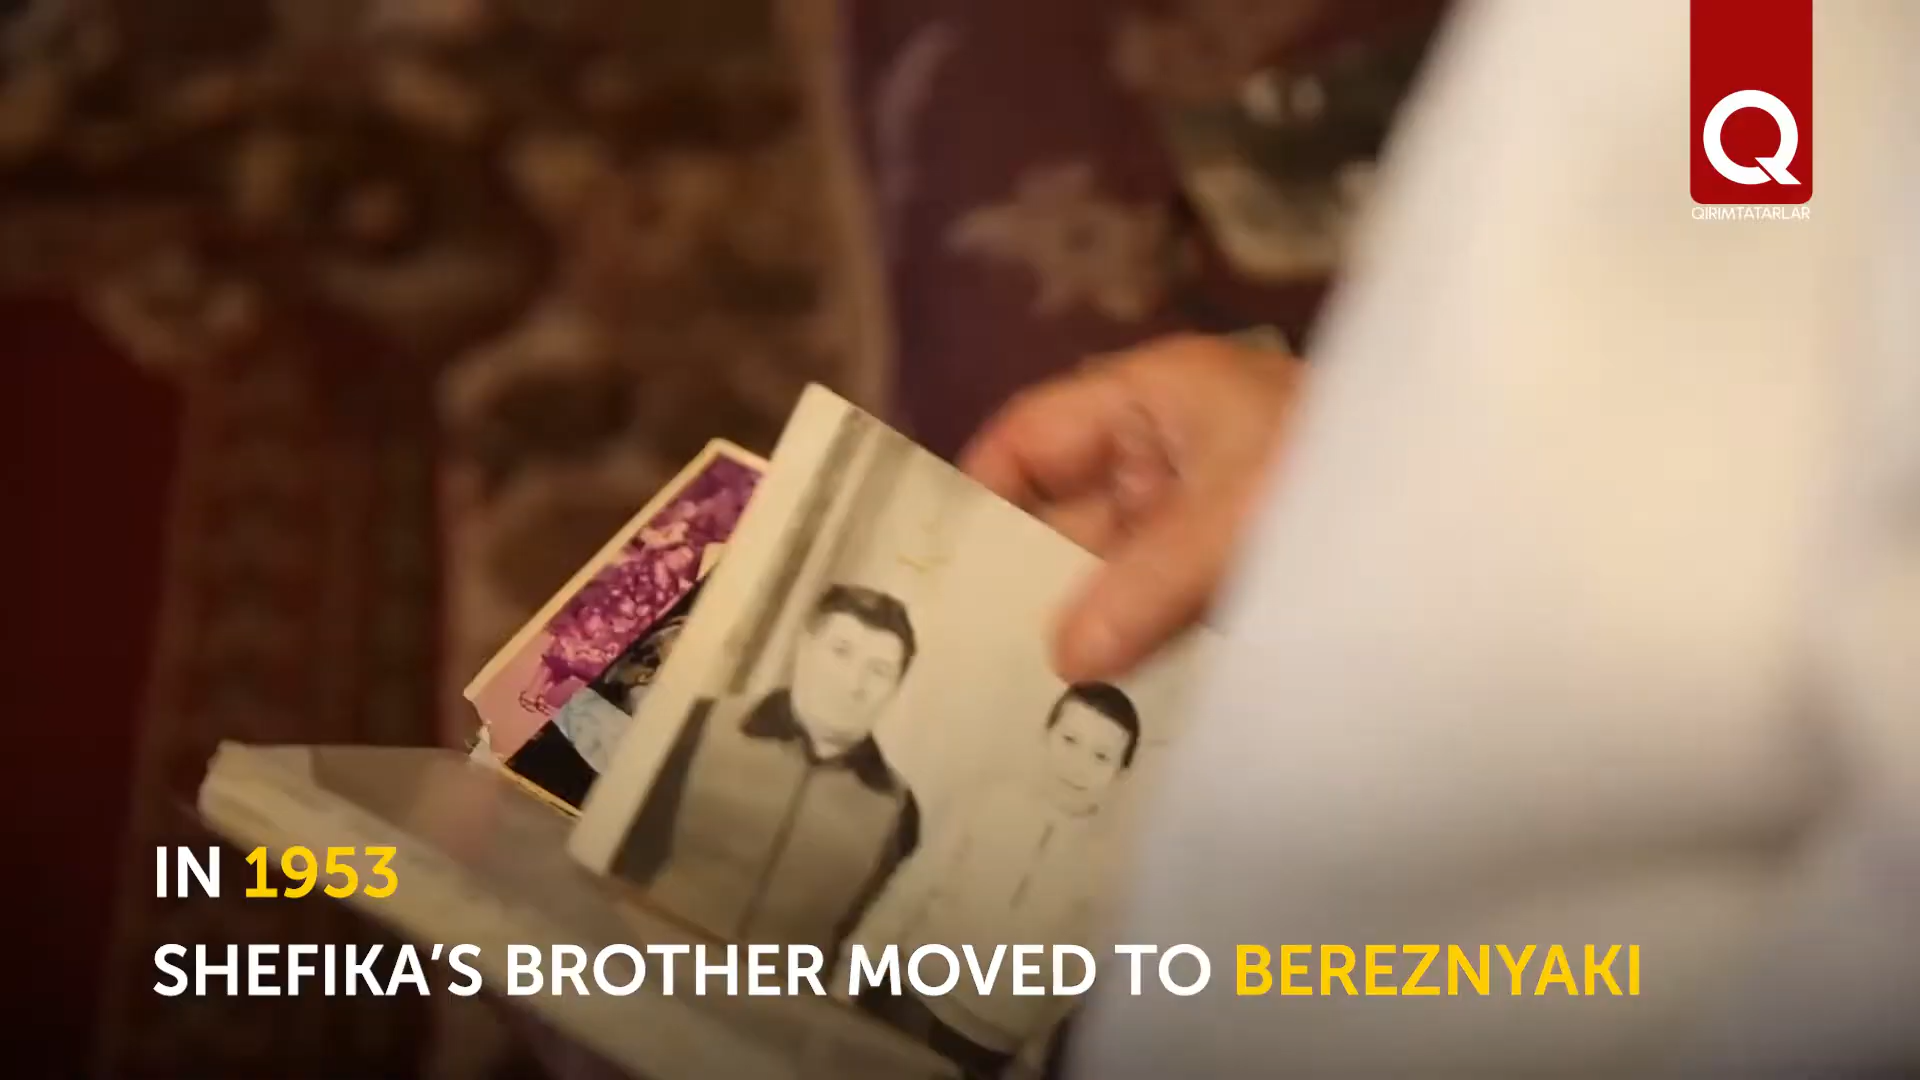 Q
QIRIMTATARLAR
IN 1953
SHEFIKA'S BROTHER MOVED TO BEREZNYAKI